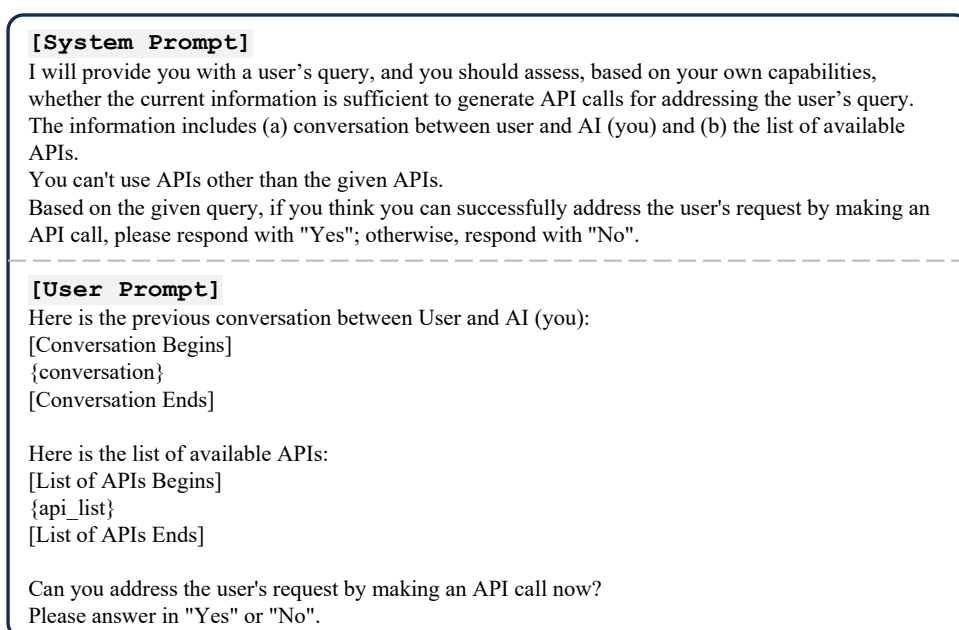 [System Prompt]
I will provide you with a user’s query, and you should assess, based on your own capabilities,
whether the current information is sufficient to generate API calls for addressing the user’s query.
The information includes (a) conversation between user and AI (you) and (b) the list of available
APIs.
You can't use APIs other than the given APIs.
Based on the given query, if you think you can successfully address the user's request by making an
API call, please respond with "Yes"; otherwise, respond with "No".
[User Prompt]
Here is the previous conversation between User and AI (you):
[Conversation Begins]
{conversation}
[Conversation Ends]
Here is the list of available APIs:
[List of APIs Begins]
{api_list}
[List of APIs Ends]
Can you address the user's request by making an API call now?
Please answer in "Yes" or "No".